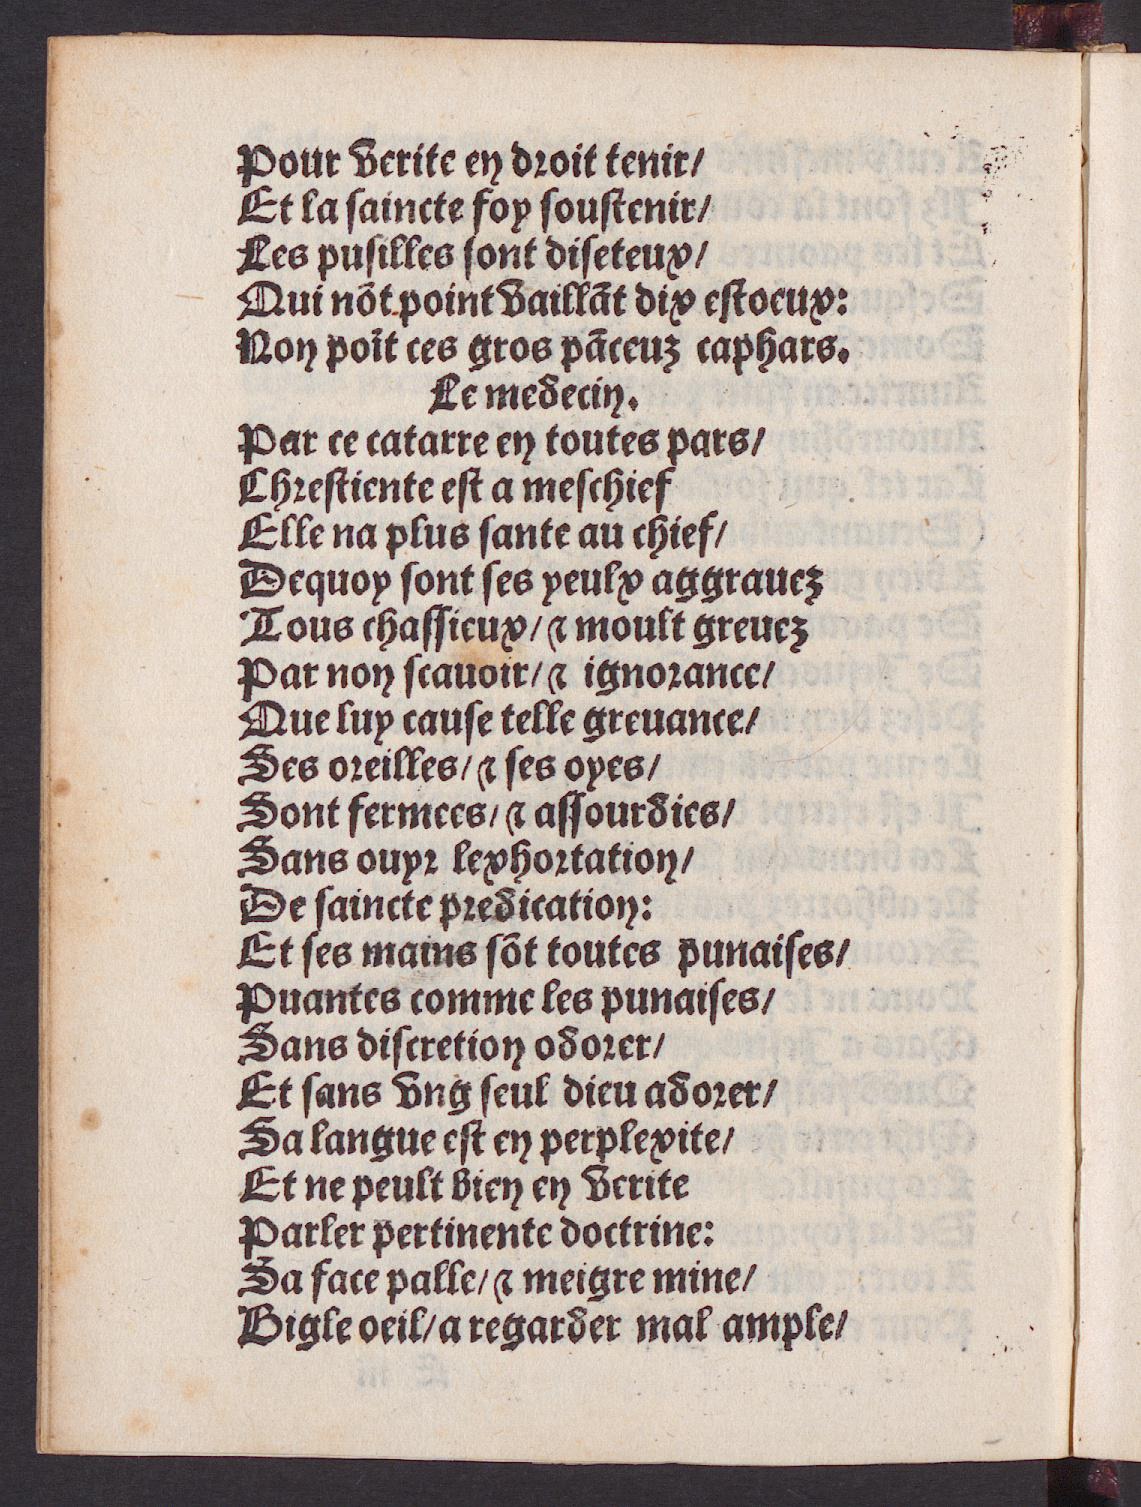 Pour verite en droit tenir/
Et la saincte foy soustenir/
Les pusilles sont diseteux/
Qui nõt point vaillãt dix estoeux:
Non poĩt ces gros pãceuz caphars.
Le medecin.
Par ce catarre en toutes pars/
Chrestiente est a meschief
Elle na plus sante au chief/
Dequoy sont ses yeulx aggrauez
Tous chassieux/ ⁊ moult greuez
Par non scauoir/ ⁊ ignorance/
Que luy cause telle greuance/
Ses oreilles/ ⁊ ses oyes/
Sont fermees/ ⁊ assourdies/
Sans ouyr lexhortation/
De saincte predication:
Et ses mains sõt toutes punaises/
Puantes comme les punaises/
Sans discretion odorer/
Et sans vng seul dieu adorer/
Sa langue est en perplexite/
Et ne peult bien en verite
Parler pertinente doctrine:
Sa face palle/ ⁊ meigre mine/
Bigle oeil/ a regarder mal ample/